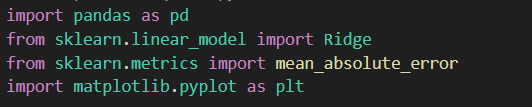 import pandas as pd
from sklearn.linear_model import Ridge
from sklearn.metrics import mean_absolute_error
import matplotlib.pyplot as plt